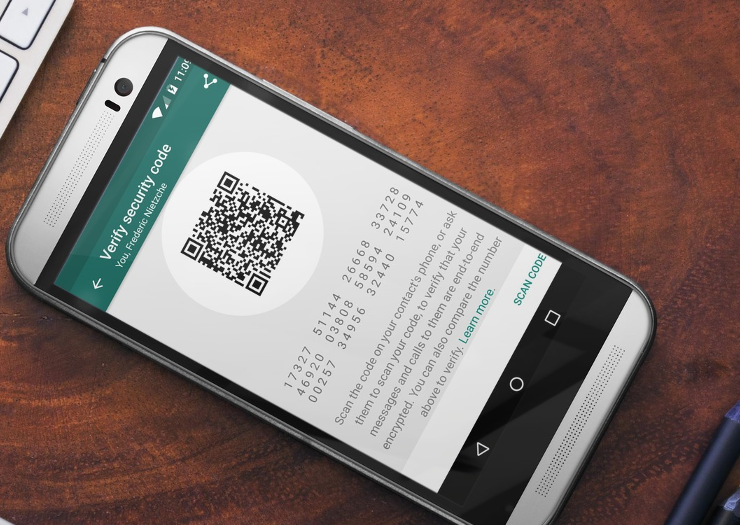 11:05
Verify security code
You, Frederic Nietzche
17327 51144 26668 33728
46920 03808 58594 24109
00257 34956 32440 15774
Scan the code on your contact's phone, or ask
them to scan your code, to verify that your
messages and calls to them are end-to-end
encrypted. You can also compare the number
above to verify. Learn more.
SCAN CODE